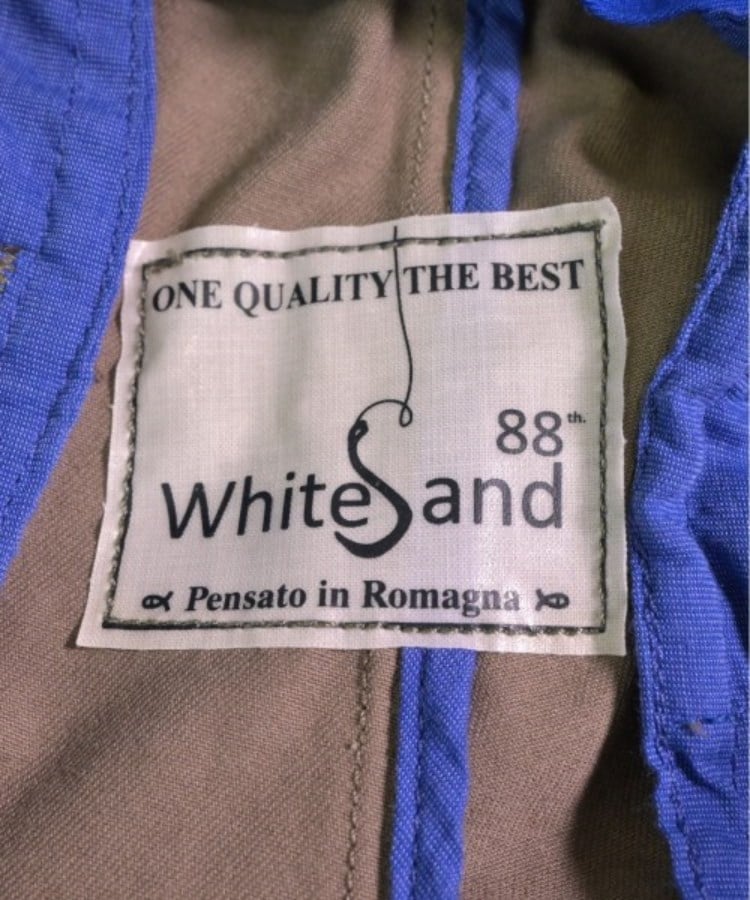 ONE QUALITY THE BEST
88th.
WhiteSand
Pensato in Romagna